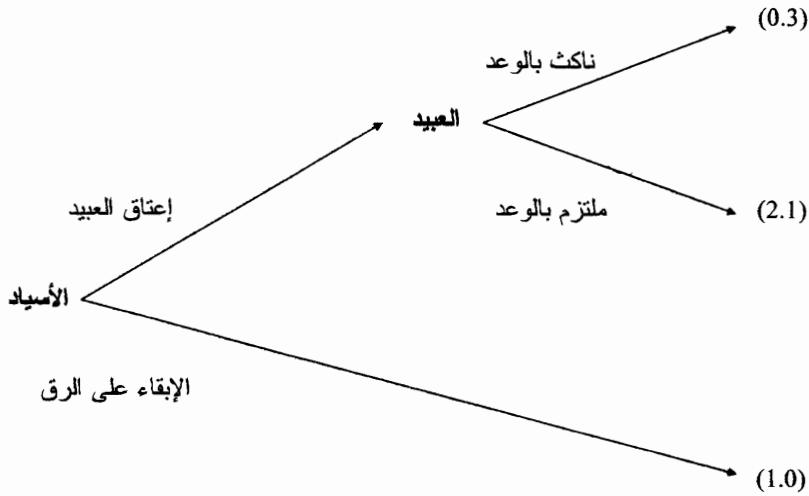 (0.3)
ناكث بالوعد
العبيد
إعتاق العبيد
ملتزم بالوعد
(2.1)
الأسياد
الإبقاء على الرق
(1.0)